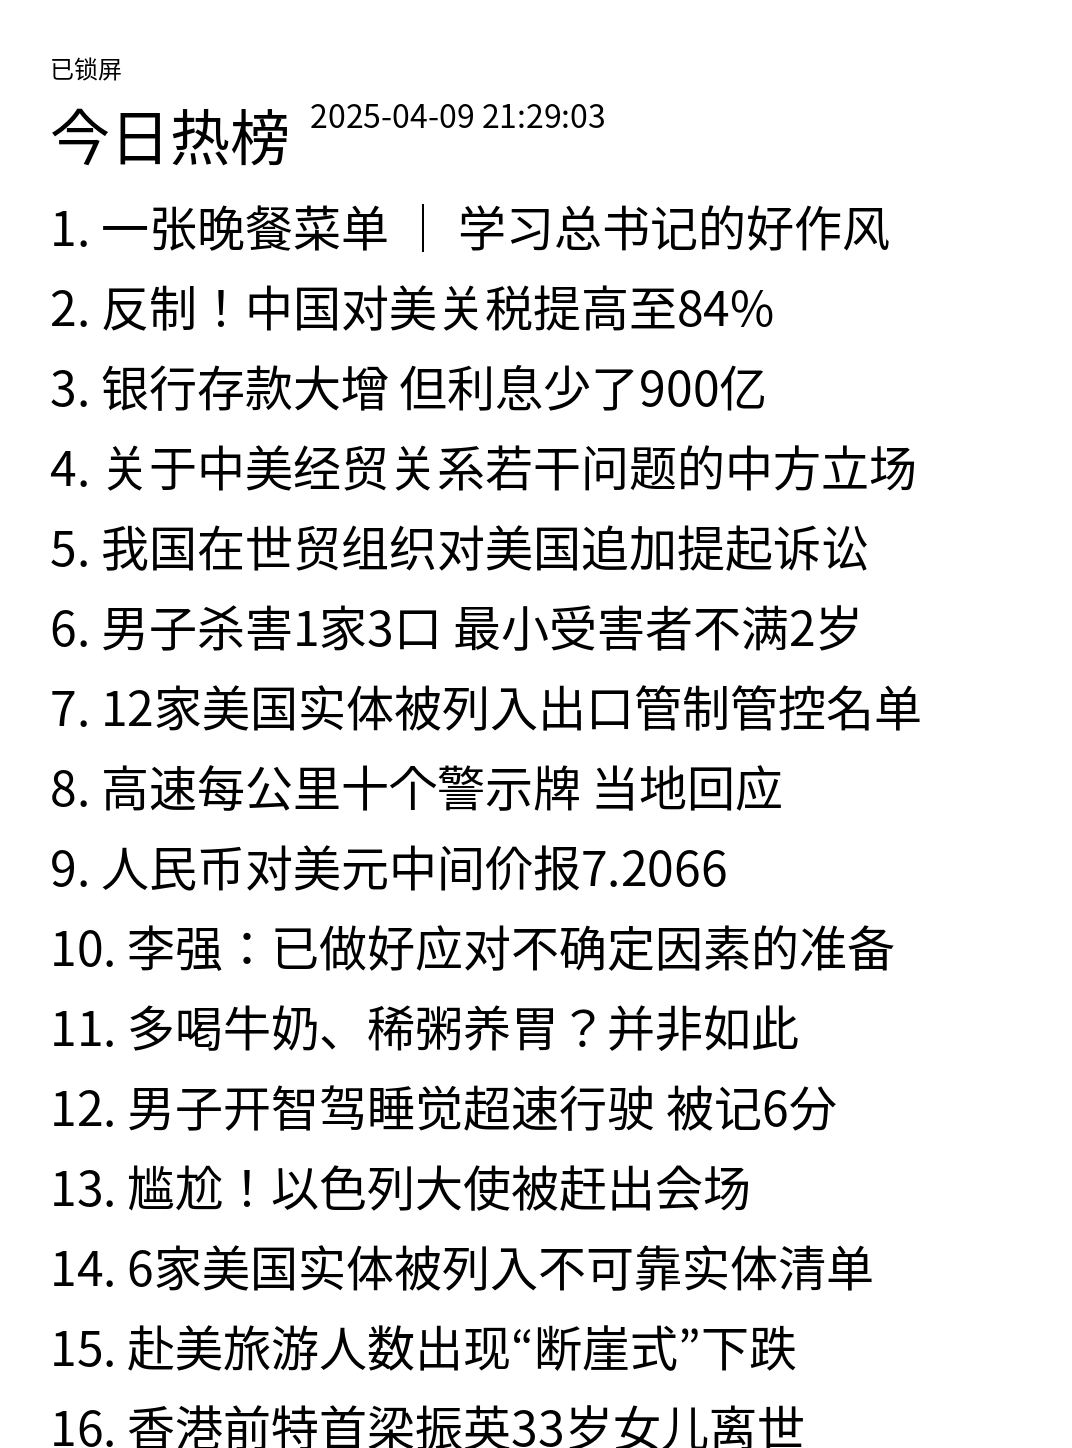 已锁屏
今日热榜 2025-04-09 21:29:03
1. 一张晚餐菜单 ｜ 学习总书记的好作风
2. 反制！中国对美关税提高至84%
3. 银行存款大增 但利息少了900亿
4. 关于中美经贸关系若干问题的中方立场
5. 我国在世贸组织对美国追加提起诉讼
6. 男子杀害1家3口 最小受害者不满2岁
7. 12家美国实体被列入出口管制管控名单
8. 高速每公里十个警示牌 当地回应
9. 人民币对美元中间价报7.2066
10. 李强：已做好应对不确定因素的准备
11. 多喝牛奶、稀粥养胃？并非如此
12. 男子开智驾睡觉超速行驶 被记6分
13. 尴尬！以色列大使被赶出会场
14. 6家美国实体被列入不可靠实体清单
15. 赴美旅游人数出现“断崖式”下跌
16. 香港前特首梁振英33岁女儿离世